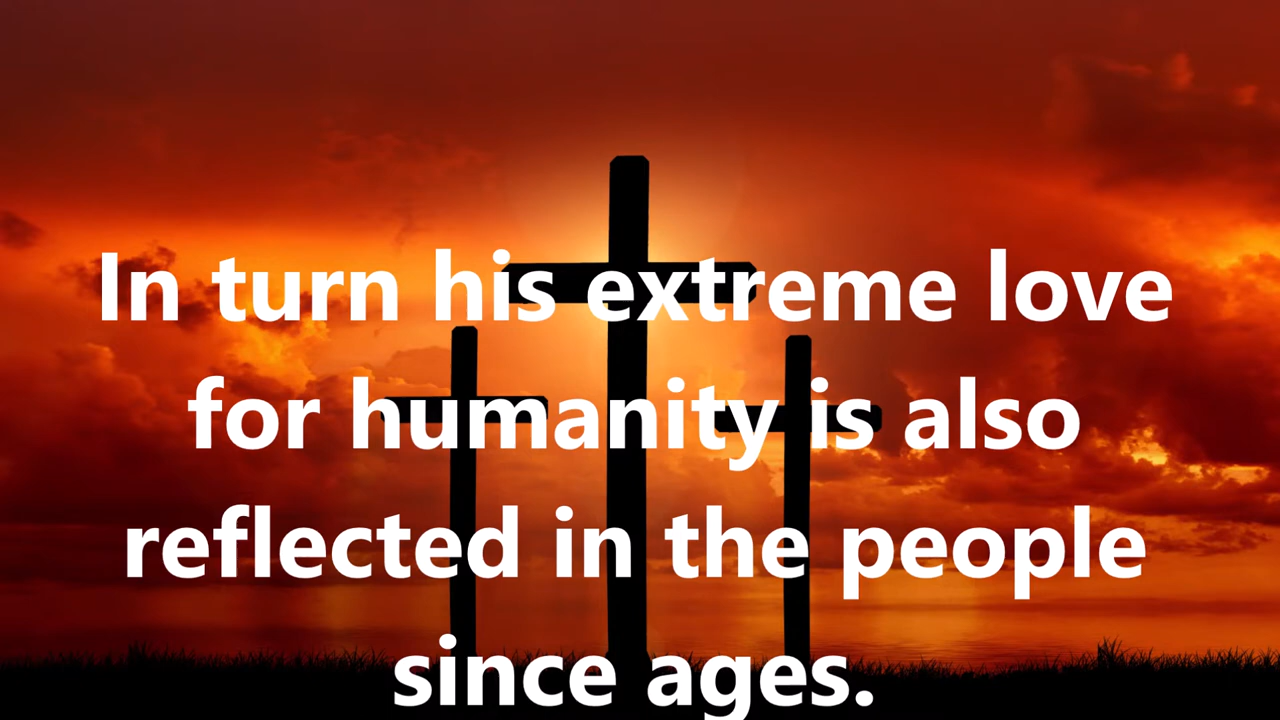 In turn his extreme love
for humanity is also
reflected in the people
since ages.